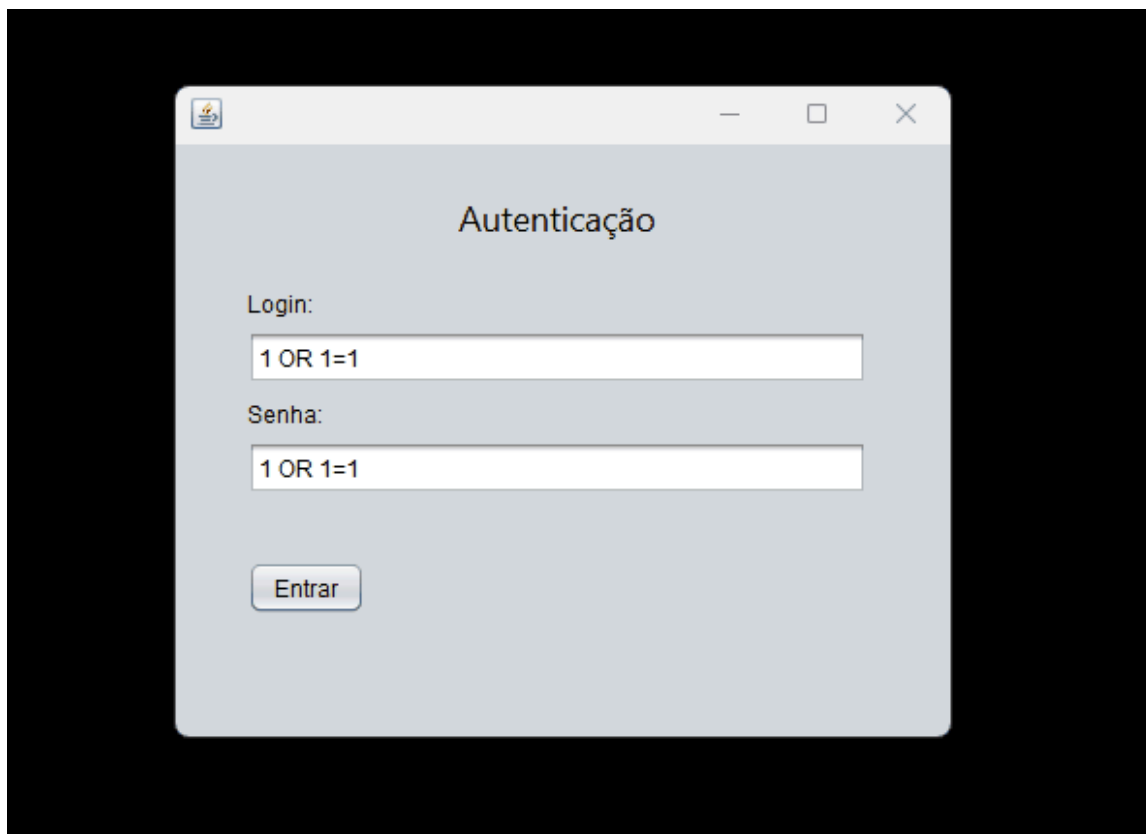 Autenticação
Login:
1 OR 1=1
Senha:
1 OR 1=1
Entrar